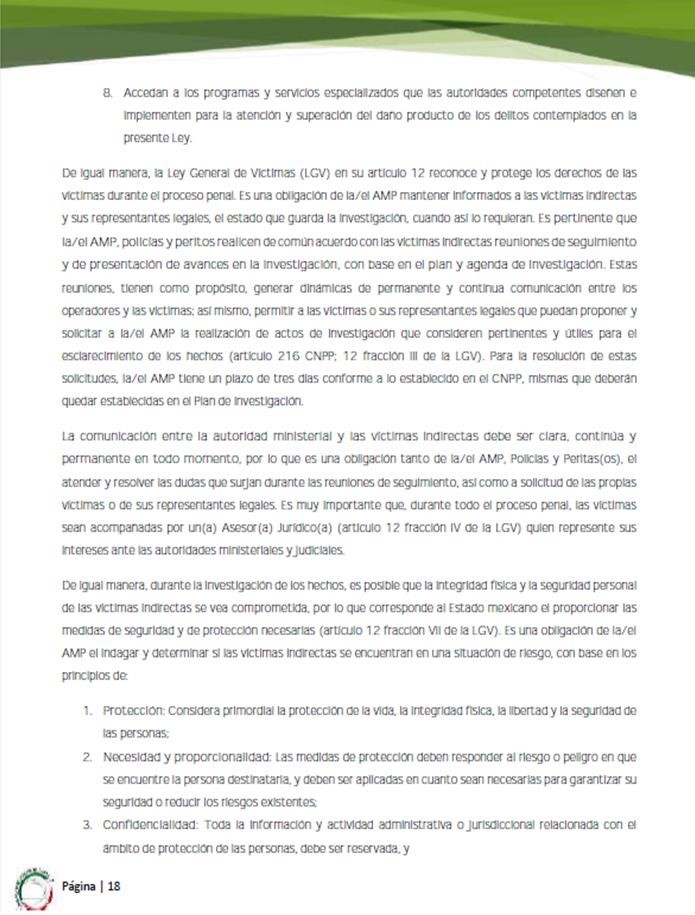 8. Accedan a los programas y servicios especializados que las autoridades competentes diseñen e
implementen para la atención y superación del daño producto de los delitos contemplados en la
presente Ley.
De igual manera, la Ley General de Víctimas (LGV) en su artículo 12 reconoce y protege los derechos de las
víctimas durante el proceso penal. Es una obligación de la/el AMP mantener informados a las víctimas indirectas
y sus representantes legales, el estado que guarda la investigación, cuando así lo requieran. Es pertinente que
la/el AMP, policías y peritos realicen de común acuerdo con las víctimas indirectas reuniones de seguimiento
y de presentación de avances en la investigación, con base en el plan y agenda de investigación. Estas
reuniones, tienen como propósito, generar dinámicas de permanente y continua comunicación entre los
operadores y las víctimas; así mismo, permitir a las víctimas o sus representantes legales que puedan proponer y
solicitar a la/el AMP la realización de actos de investigación que consideren pertinentes y útiles para el
esclarecimiento de los hechos (artículo 216 CNPP; 12 fracción III de la LGV). Para la resolución de estas
solicitudes, la/el AMP tiene un plazo de tres días conforme a lo establecido en el CNPP, mismas que deberán
quedar establecidas en el Plan de Investigación.
La comunicación entre la autoridad ministerial y las víctimas indirectas debe ser clara, continúa y
permanente en todo momento, por lo que es una obligación tanto de la/el AMP, Policías y Peritas(os), el
atender y resolver las dudas que surjan durante las reuniones de seguimiento, así como a solicitud de las propias
víctimas o de sus representantes legales. Es muy importante que, durante todo el proceso penal, las víctimas
sean acompañadas por un(a) Asesor(a) Jurídico(a) (artículo 12 fracción IV de la LGV) quien represente sus
intereses ante las autoridades ministeriales y judiciales.
De igual manera, durante la investigación de los hechos, es posible que la integridad física y la seguridad personal
de las víctimas indirectas se vea comprometida, por lo que corresponde al Estado mexicano el proporcionar las
medidas de seguridad y de protección necesarias (artículo 12 fracción VII de la LGV). Es una obligación de la/el
AMP el indagar y determinar si las víctimas indirectas se encuentran en una situación de riesgo, con base en los
principios de:
1. Protección: Considera primordial la protección de la vida, la integridad física, la libertad y la seguridad de
las personas;
2. Necesidad y proporcionalidad: Las medidas de protección deben responder al riesgo o peligro en que
se encuentre la persona destinataria, y deben ser aplicadas en cuanto sean necesarias para garantizar su
seguridad o reducir los riesgos existentes;
3. Confidencialidad: Toda la información y actividad administrativa o jurisdiccional relacionada con el
ámbito de protección de las personas, debe ser reservada, y
Página | 18